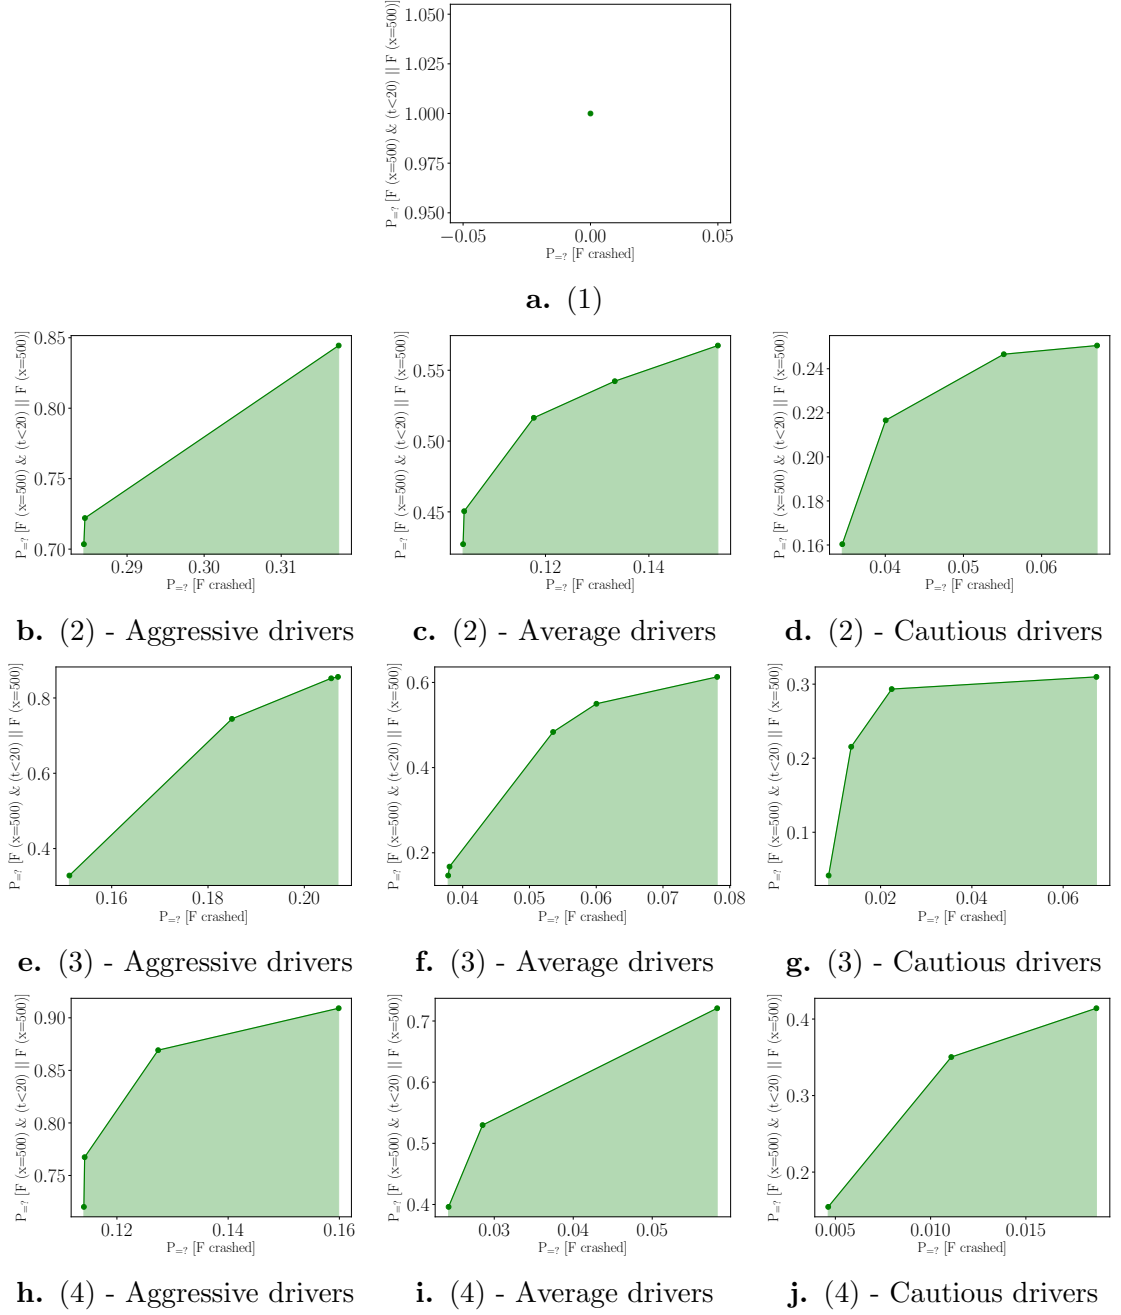 P=? [F (x=500) & (t<20) || F (x=500)]
1.050
1.025
1.000
0.975
0.950
−0.05 0.00 0.05
P=? [F crashed]
a. (1)
P=? [F (x=500) & (t<20) || F (x=500)]
0.85
0.80
0.75
0.70
0.29 0.30 0.31
P=? [F crashed]
b. (2) - Aggressive drivers
P=? [F (x=500) & (t<20) || F (x=500)]
0.55
0.50
0.45
0.12 0.14
P=? [F crashed]
c. (2) - Average drivers
P=? [F (x=500) & (t<20) || F (x=500)]
0.24
0.22
0.20
0.18
0.16
0.04 0.05 0.06
P=? [F crashed]
d. (2) - Cautious drivers
P=? [F (x=500) & (t<20) || F (x=500)]
0.8
0.6
0.4
0.16 0.18 0.20
P=? [F crashed]
e. (3) - Aggressive drivers
P=? [F (x=500) & (t<20) || F (x=500)]
0.6
0.4
0.2
0.04 0.05 0.06 0.07 0.08
P=? [F crashed]
f. (3) - Average drivers
P=? [F (x=500) & (t<20) || F (x=500)]
0.3
0.2
0.1
0.02 0.04 0.06
P=? [F crashed]
g. (3) - Cautious drivers
P=? [F (x=500) & (t<20) || F (x=500)]
0.90
0.85
0.80
0.75
0.12 0.14 0.16
P=? [F crashed]
h. (4) - Aggressive drivers
P=? [F (x=500) & (t<20) || F (x=500)]
0.7
0.6
0.5
0.4
0.03 0.04 0.05
P=? [F crashed]
i. (4) - Average drivers
P=? [F (x=500) & (t<20) || F (x=500)]
0.4
0.3
0.2
0.005 0.010 0.015
P=? [F crashed]
j. (4) - Cautious drivers